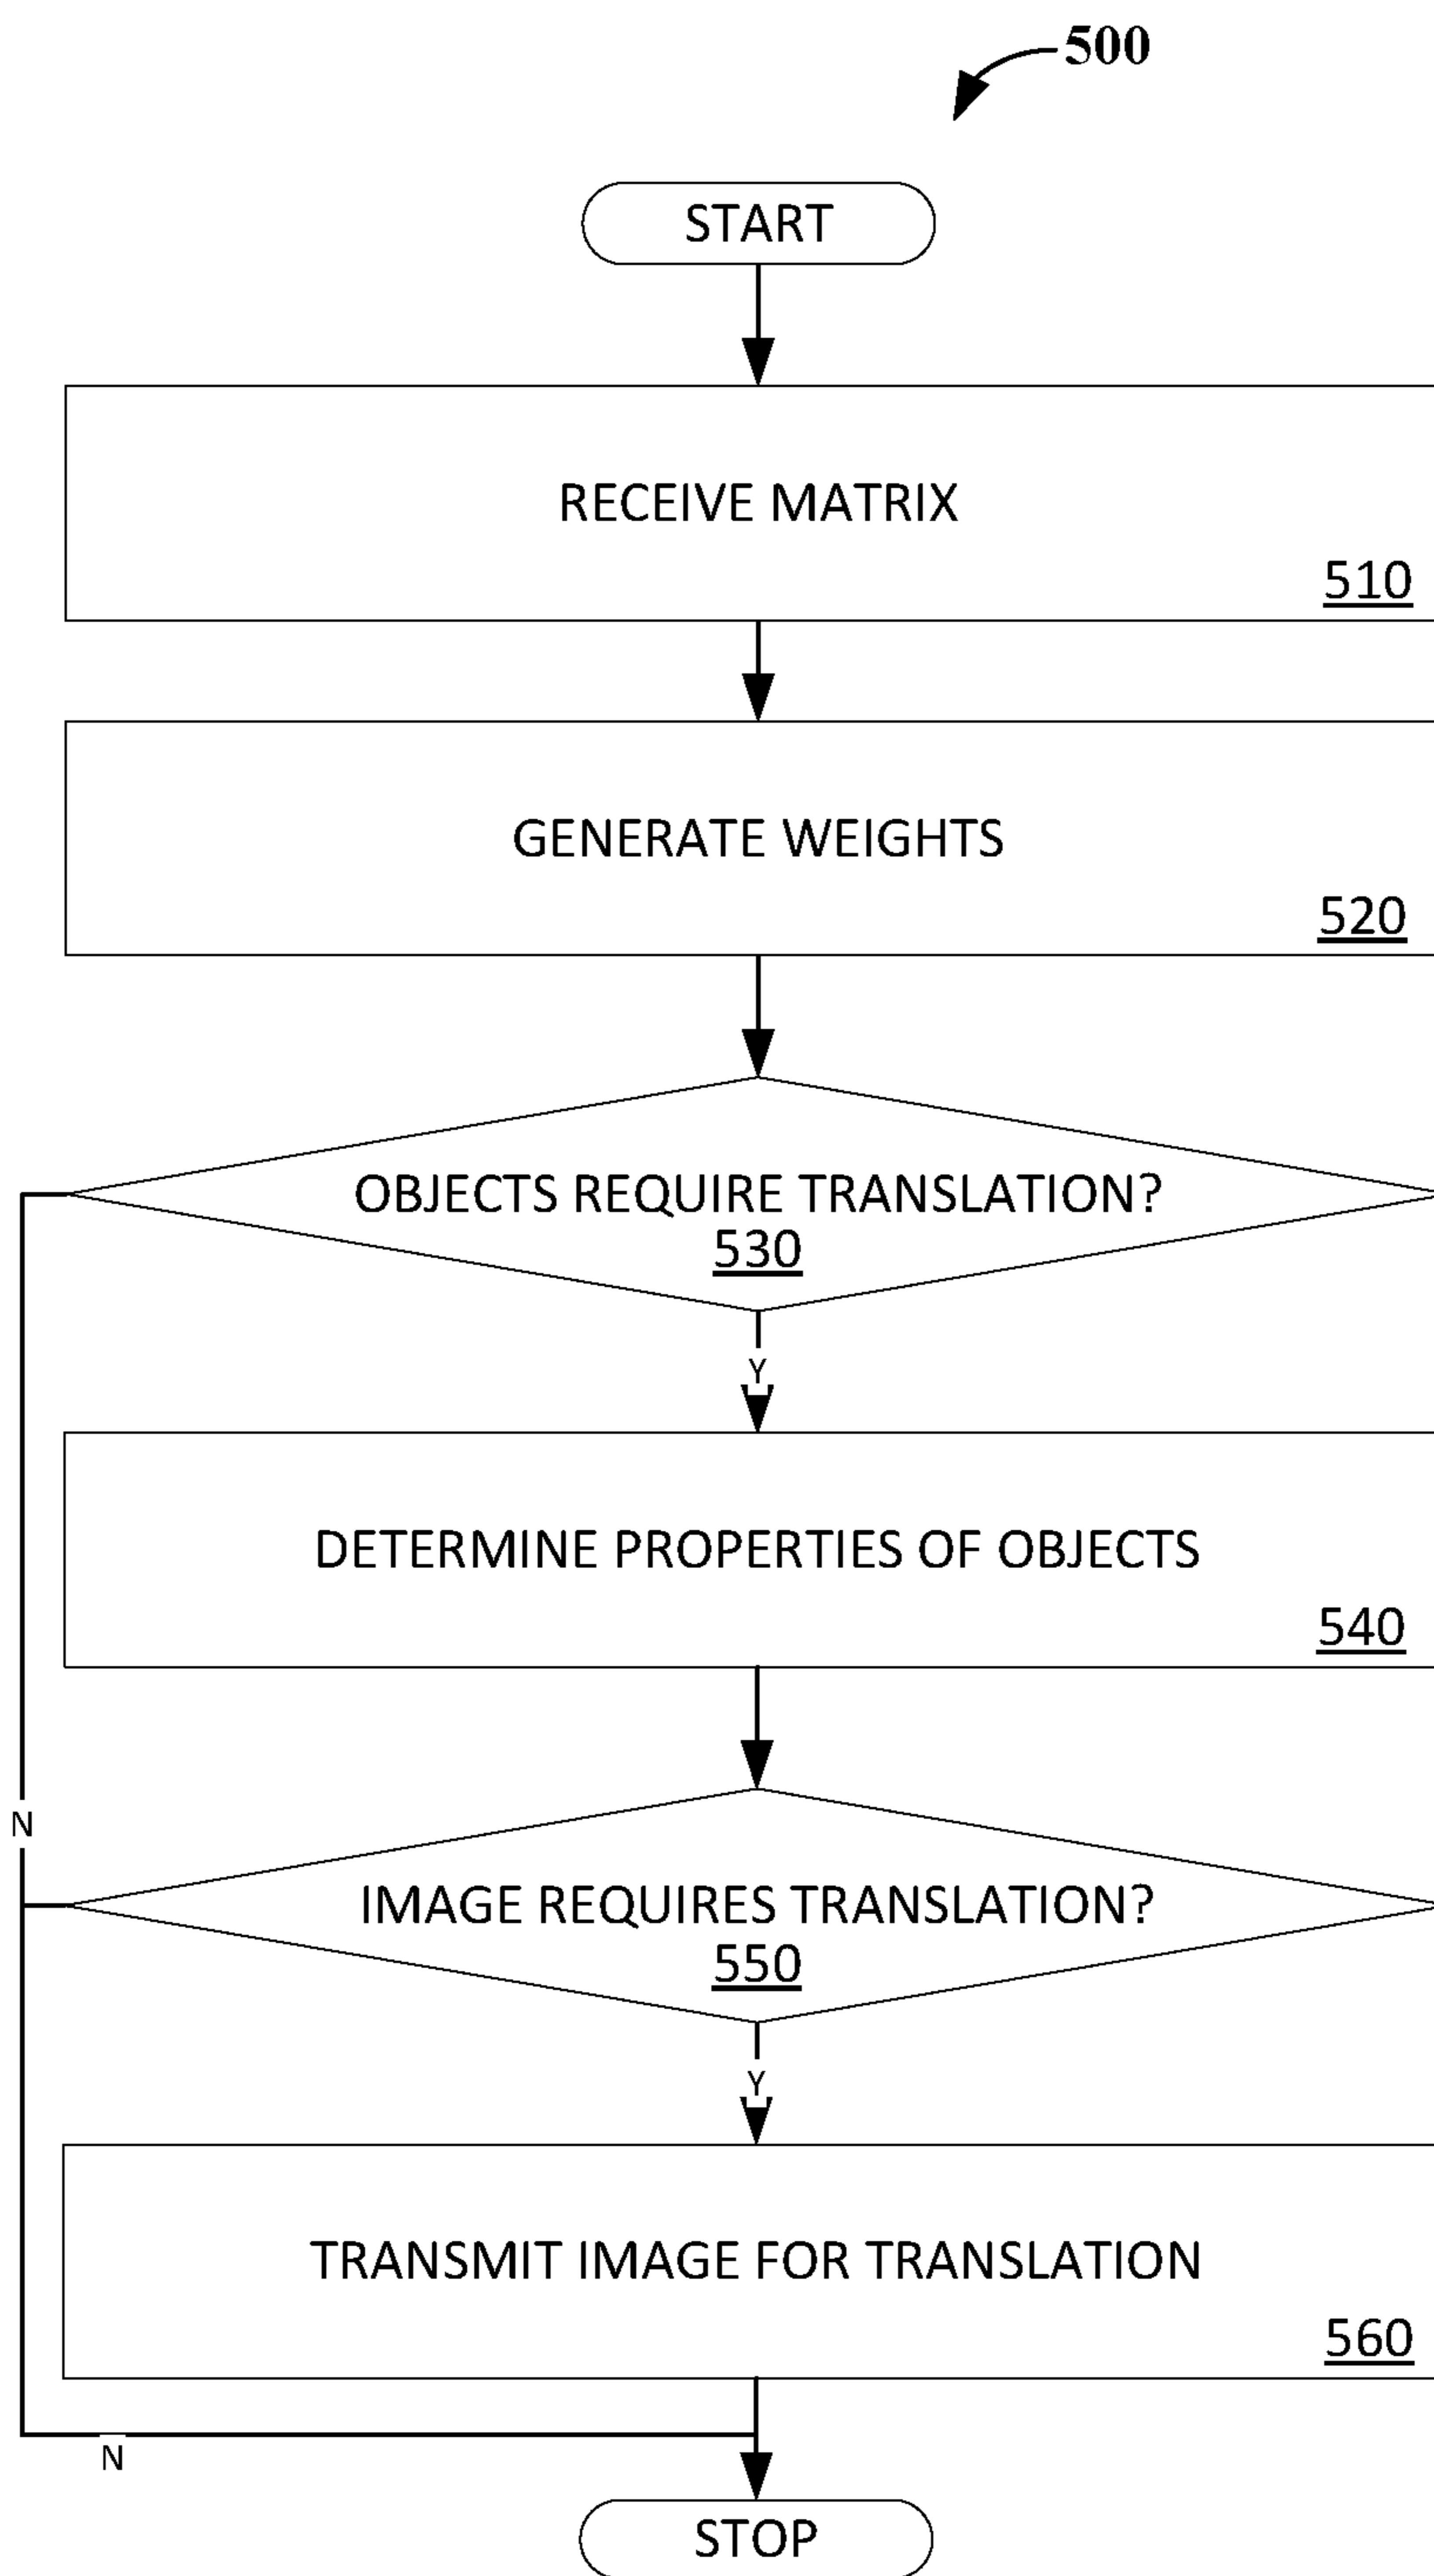 500
START
RECEIVE MATRIX
510
GENERATE WEIGHTS
520
OBJECTS REQUIRE TRANSLATION?
530
Y
DETERMINE PROPERTIES OF OBJECTS
540
N
IMAGE REQUIRES TRANSLATION?
550
Y
TRANSMIT IMAGE FOR TRANSLATION
560
N
STOP